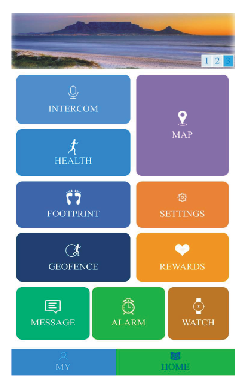 1 2 3
INTERCOM
MAP
HEALTH
FOOTPRINT
SETTINGS
GEOFENCE
REWARDS
MESSAGE
ALARM
WATCH
MY
HOME